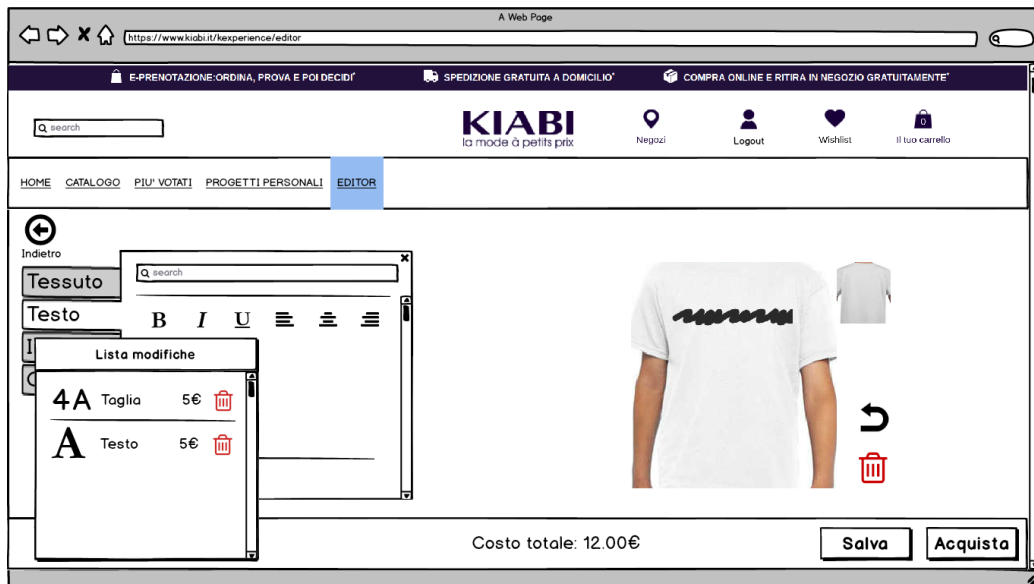 A Web Page
https://www.kiabi.it/kexperience/editor
E-PRENOTAZIONE:ORDINA, PROVA E POI DECIDI* SPEDIZIONE GRATUITA A DOMICILIO* COMPRA ONLINE E RITIRA IN NEGOZIO GRATUITAMENTE*
search
KIABI
la mode à petits prix
Negozi Logout Wishlist 0 Il tuo carrello
HOME CATALOGO PIU' VOTATI PROGETTI PERSONALI EDITOR
Indietro
Tessuto
Testo
search
B I U
Lista modifiche
4A Taglia 5€
A Testo 5€
Costo totale: 12.00€
Salva Acquista